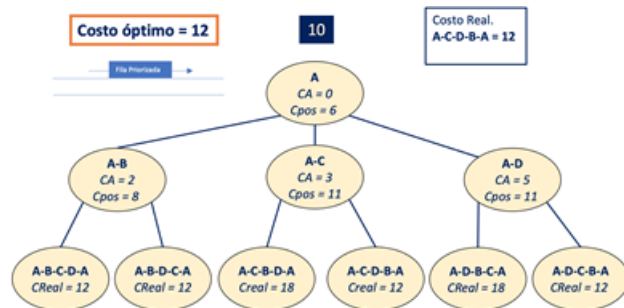 Costo óptimo = 12
10
Costo Real.
A-C-D-B-A = 12
Fila Priorizada
A
CA = 0
Cpos = 6
A-B
CA = 2
Cpos = 8
A-C
CA = 3
Cpos = 11
A-D
CA = 5
Cpos = 11
A-B-C-D-A
CReal = 12
A-B-D-C-A
CReal = 12
A-C-B-D-A
Creal = 18
A-C-D-B-A
Creal = 12
A-D-B-C-A
CReal = 18
A-D-C-B-A
CReal = 12